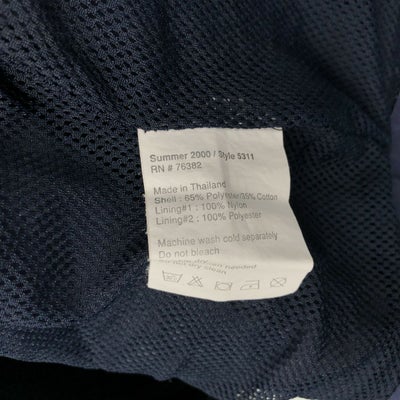 Summer 2000 / Style 5311
RN # 76382
Made in Thailand
Shell : 65% Polyester/35% Cotton
Lining#1 : 100% Nylon
Lining#2 ; 100% Polyester
Machine wash cold separately
Do not bleach
needed